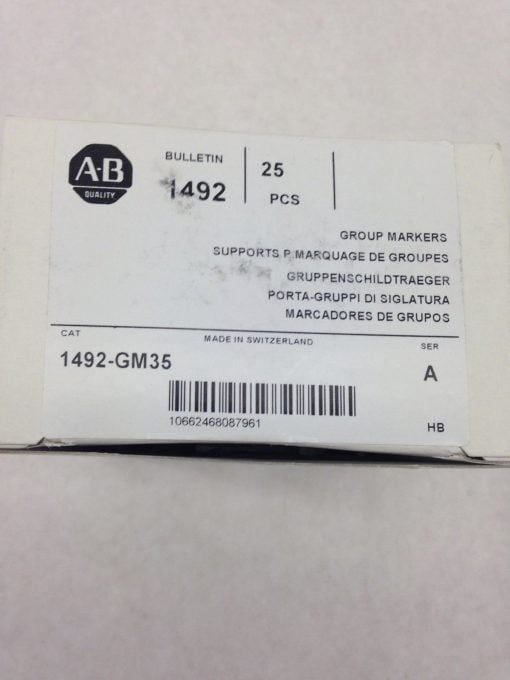 A-B
QUALITY
BULLETIN
1492
25
PCS
GROUP MARKERS
SUPPORTS P. MARQUAGE DE GROUPES
GRUPPENSCHILDTRAEGER
PORTA-GRUPPI DI SIGLATURA
MARCADORES DE GRUPOS
CAT
MADE IN SWITZERLAND
SER
1492-GM35
A
10662468087961
HB